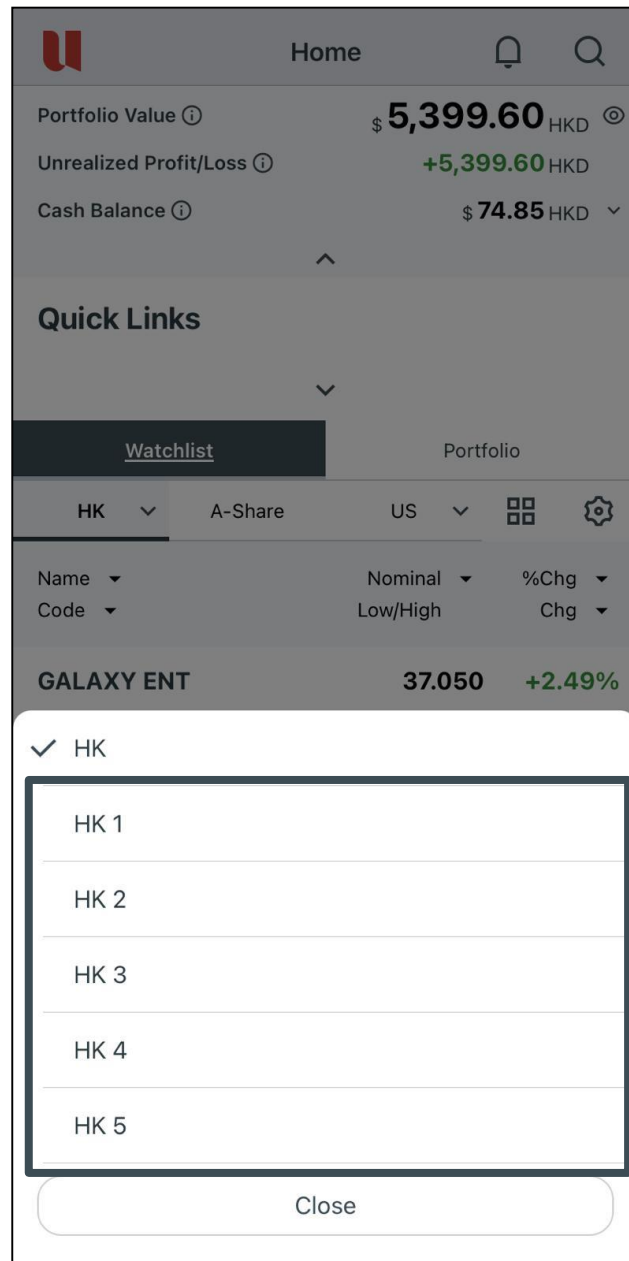 Home
Portfolio Value
$ 5,399.60 HKD
Unrealized Profit/Loss
+5,399.60 HKD
Cash Balance
$ 74.85 HKD
Quick Links
Watchlist Portfolio
HK A-Share US
Name Nominal %Chg
Code Low/High Chg
GALAXY ENT 37.050 +2.49%
HK
HK 1
HK 2
HK 3
HK 4
HK 5
Close